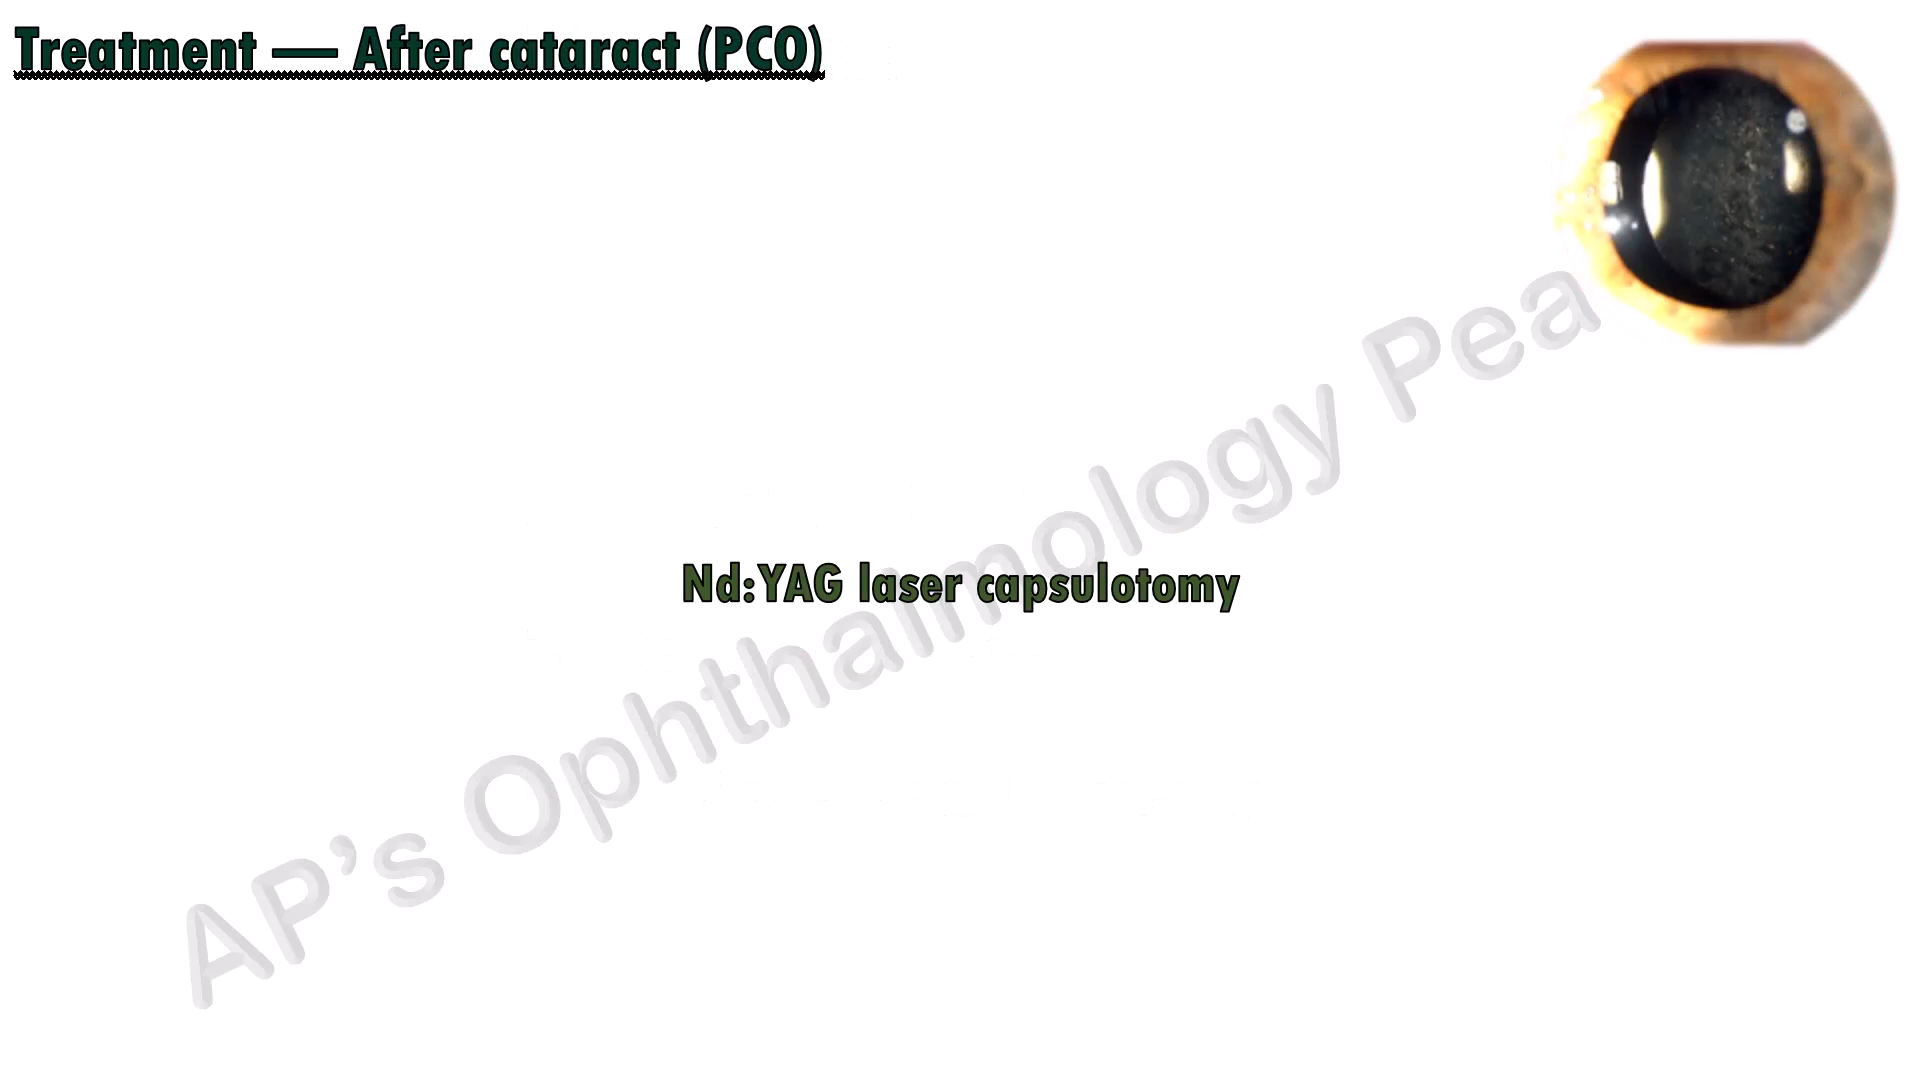 Treatment — After cataract (PCO)
Nd:YAG laser capsulotomy
AP’s Ophthalmology Pea